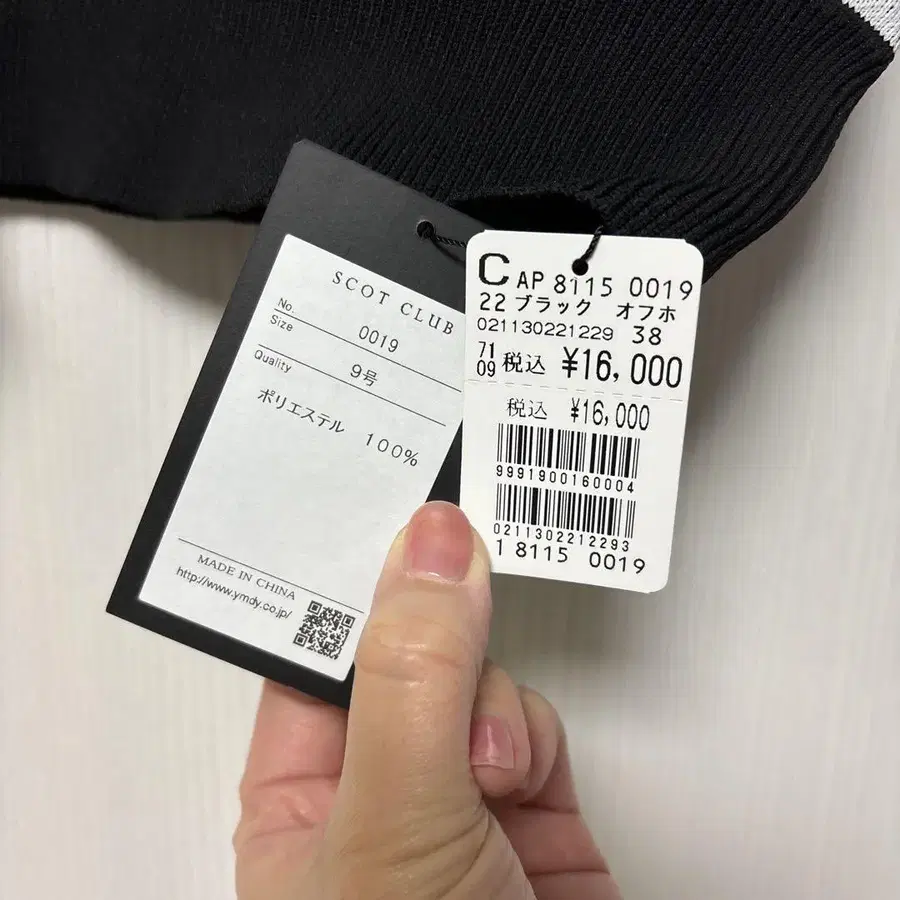 SCOT CLUB
No. 0019
Size 9号
Quality
ポリエステル 100%
MADE IN CHINA
http://www.ymdy.co.jp/
C AP 8115 0019
22 ブラック オフホ
021130221229 38
7109 税込 ¥16,000
税込 ¥16,000
9991900160004
0211302212293
1 8115 0019